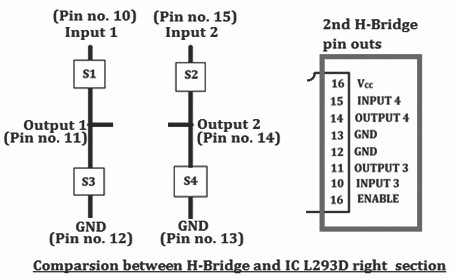 (Pin no. 10)
Input 1
(Pin no. 15)
Input 2
S1
S2
Output 1
(Pin no. 11)
Output 2
(Pin no. 14)
S3
S4
GND
(Pin no. 12)
GND
(Pin no. 13)
2nd H-Bridge
pin outs
16 Vcc
15 INPUT 4
14 OUTPUT 4
13 GND
12 GND
11 OUTPUT 3
10 INPUT 3
16 ENABLE
Comparsion between H-Bridge and IC L293D right section